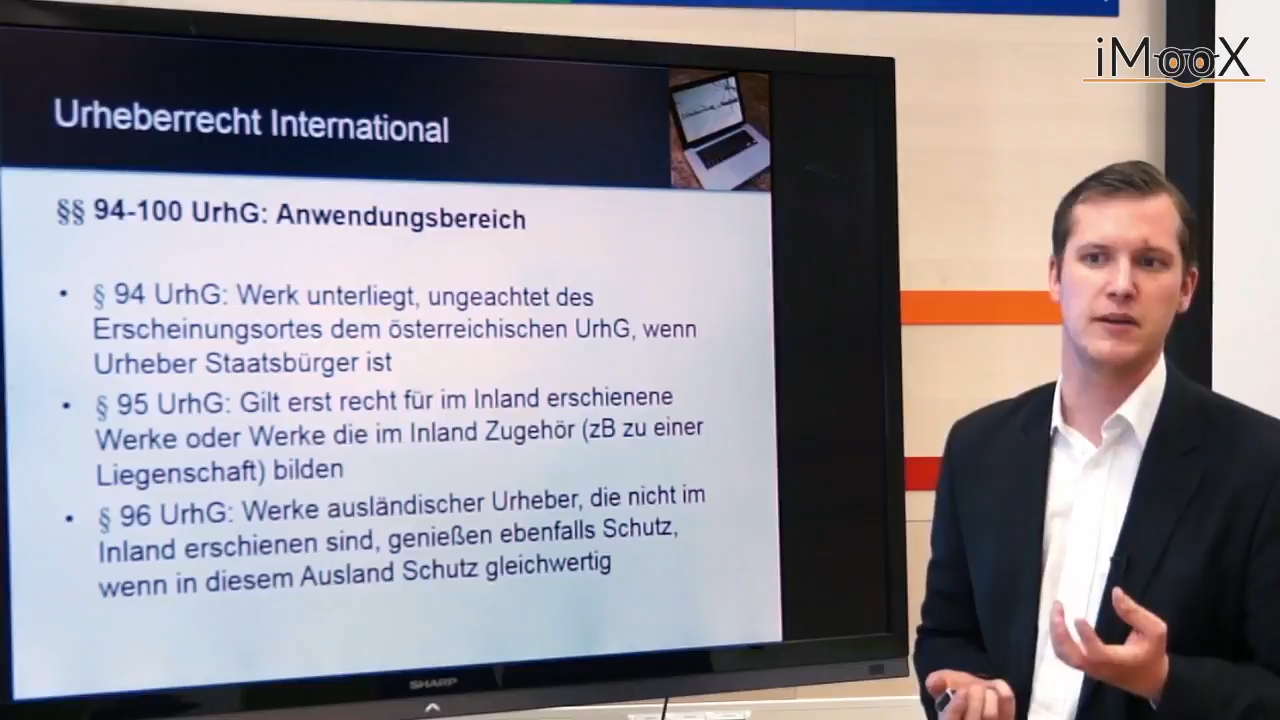 iMooX
Urheberrecht International
§§ 94-100 UrhG: Anwendungsbereich
• § 94 UrhG: Werk unterliegt, ungeachtet des
Erscheinungsortes dem österreichischen UrhG, wenn
Urheber Staatsbürger ist
• § 95 UrhG: Gilt erst recht für im Inland erschienene
Werke oder Werke die im Inland Zugehör (zB zu einer
Liegenschaft) bilden
• § 96 UrhG: Werke ausländischer Urheber, die nicht im
Inland erschienen sind, genießen ebenfalls Schutz,
wenn in diesem Ausland Schutz gleichwertig
SHARP